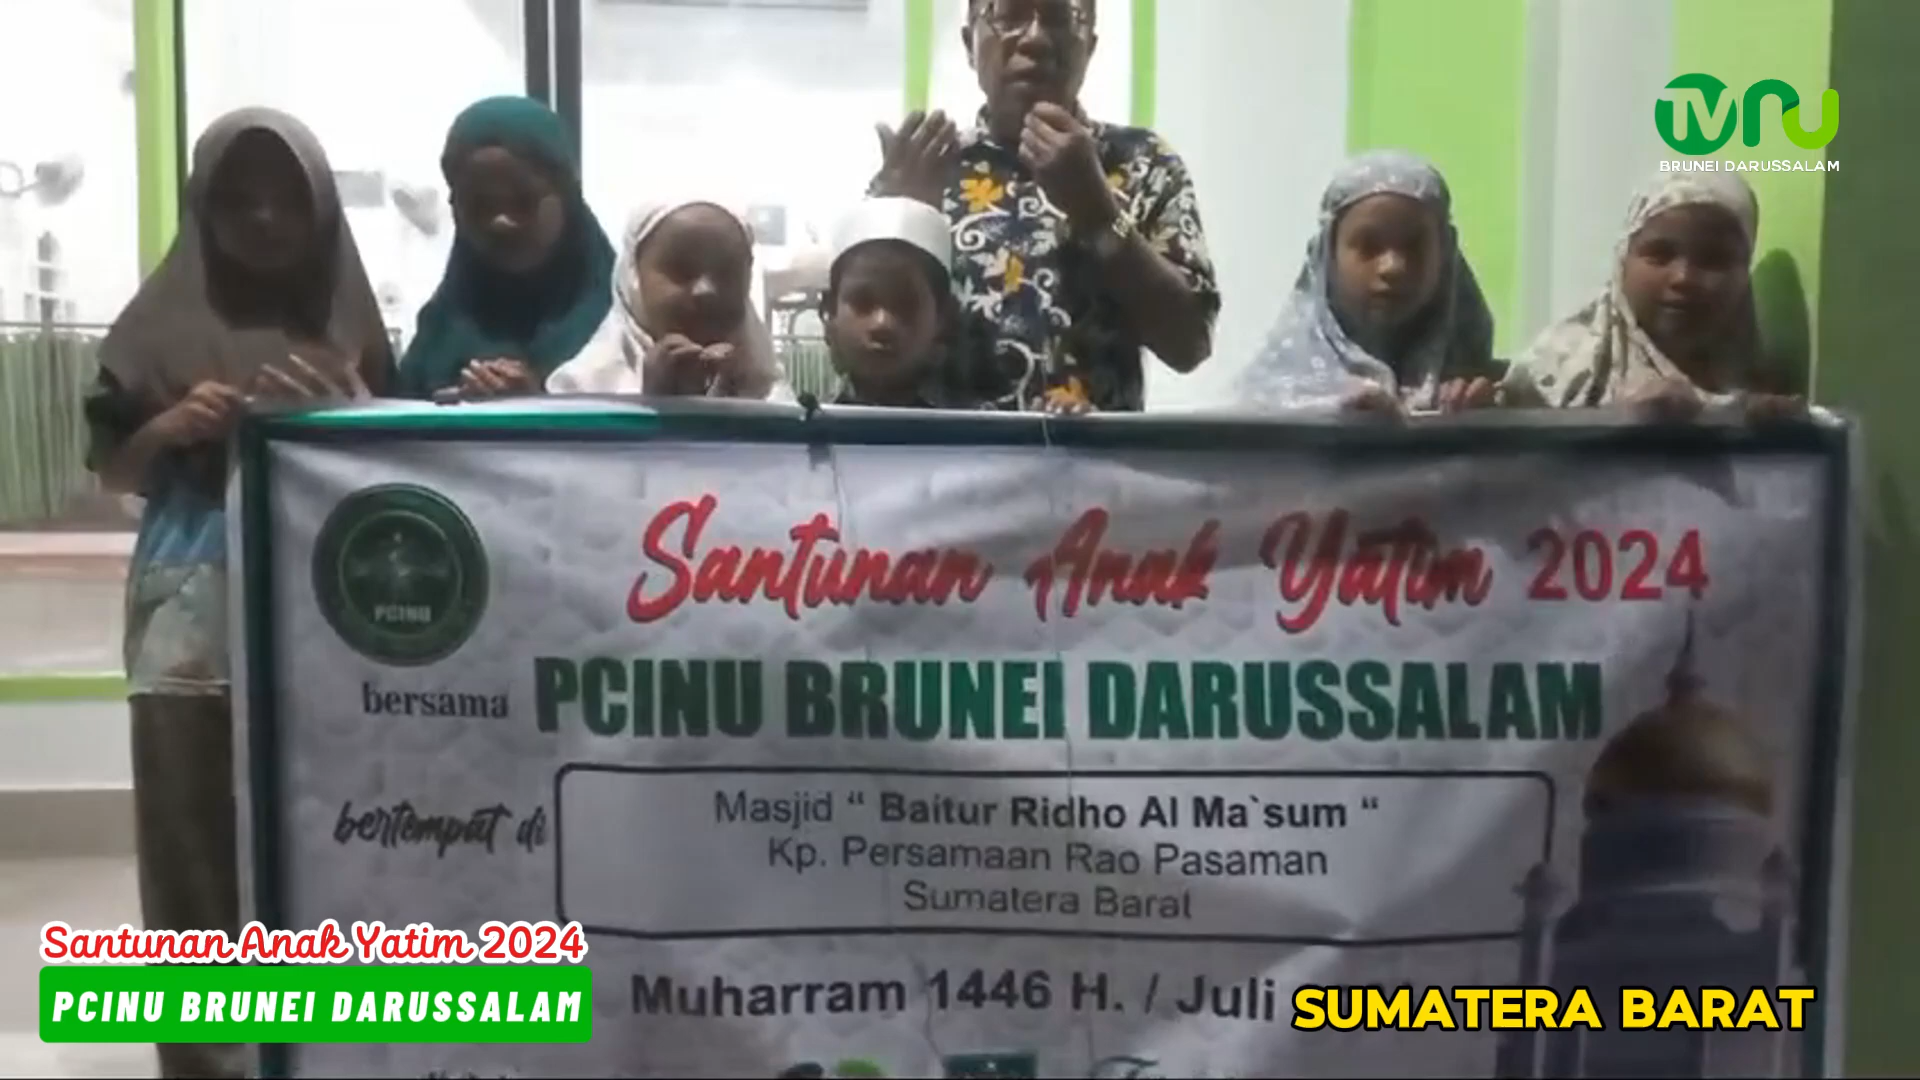 TVNU
BRUNEI DARUSSALAM
PCINU
Santunan Anak Yatim 2024
bersama PCINU BRUNEI DARUSSALAM
bertempat di
Masjid “ Baitur Ridho Al Ma`sum “
Kp. Persamaan Rao Pasaman
Sumatera Barat
Muharram 1446 H. / Juli
Santunan Anak Yatim 2024
PCINU BRUNEI DARUSSALAM
SUMATERA BARAT